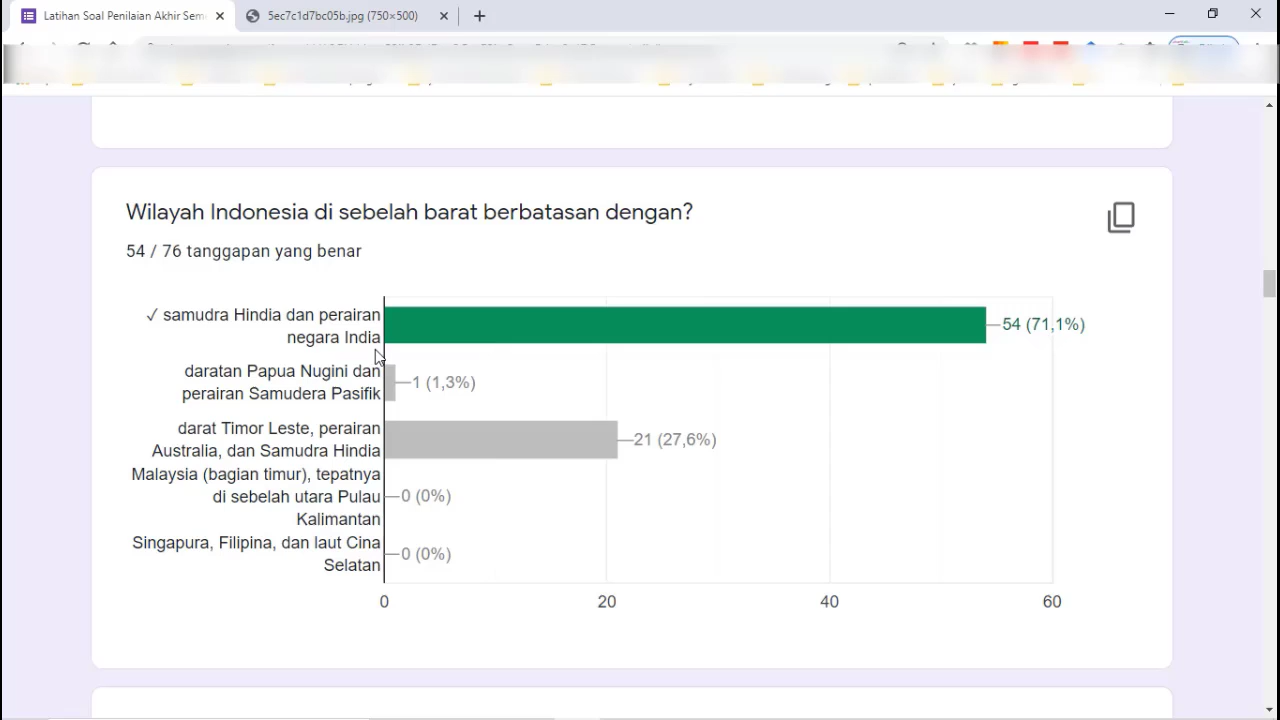 Latihan Soal Penilaian Akhir Sem
5ec7c1d7bc05b.jpg (750×500)
Wilayah Indonesia di sebelah barat berbatasan dengan?
54 / 76 tanggapan yang benar
✓ samudra Hindia dan perairan
negara India
54 (71,1%)
daratan Papua Nugini dan
perairan Samudera Pasifik
1 (1,3%)
darat Timor Leste, perairan
Australia, dan Samudra Hindia
21 (27,6%)
Malaysia (bagian timur), tepatnya
di sebelah utara Pulau
Kalimantan
0 (0%)
Singapura, Filipina, dan laut Cina
Selatan
0 (0%)
0 20 40 60